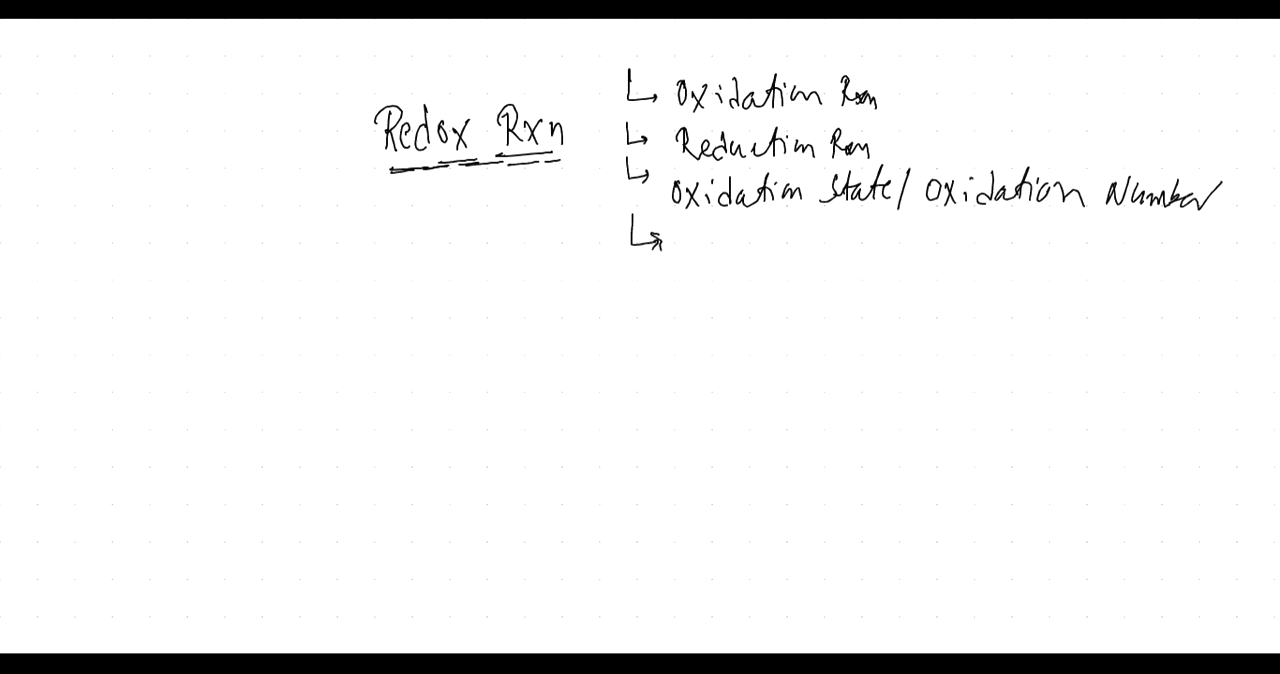 Redox Rxn
↳ Oxidation Rxn
↳ Reduction Rxn
↳ Oxidation State/ Oxidation Number
↳